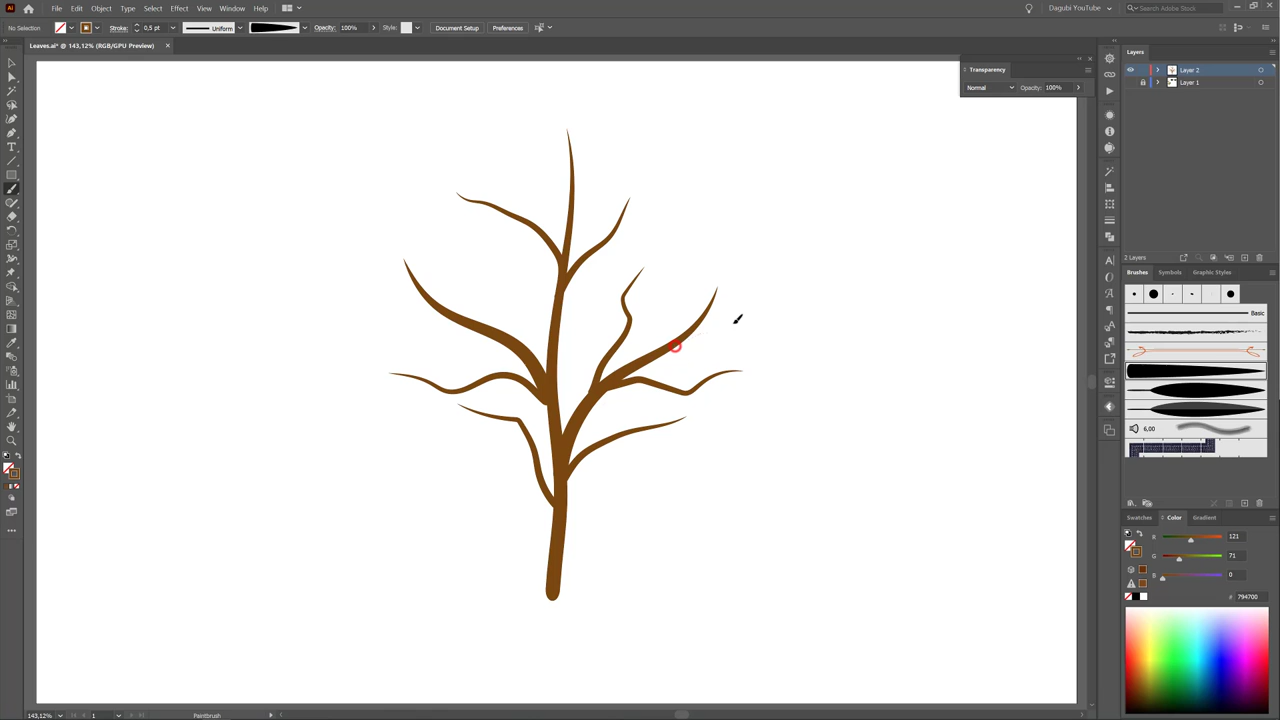 Ai File Edit Object Type Select Effect View Window Help Dagubi YouTube Search Adobe Stock
No Selection Stroke: 0,5 pt Uniform Opacity: 100% Style: Document Setup Preferences
Leaves.ai* @ 143,12% (RGB/GPU Preview)
Layers
Transparency
Layer 2
Normal Opacity: 100% Layer 1
2 Layers
Brushes Symbols Graphic Styles
Basic
6,00
Swatches Color Gradient
R 121
G 71
B 0
# 794700
143,12% 1 Paintbrush